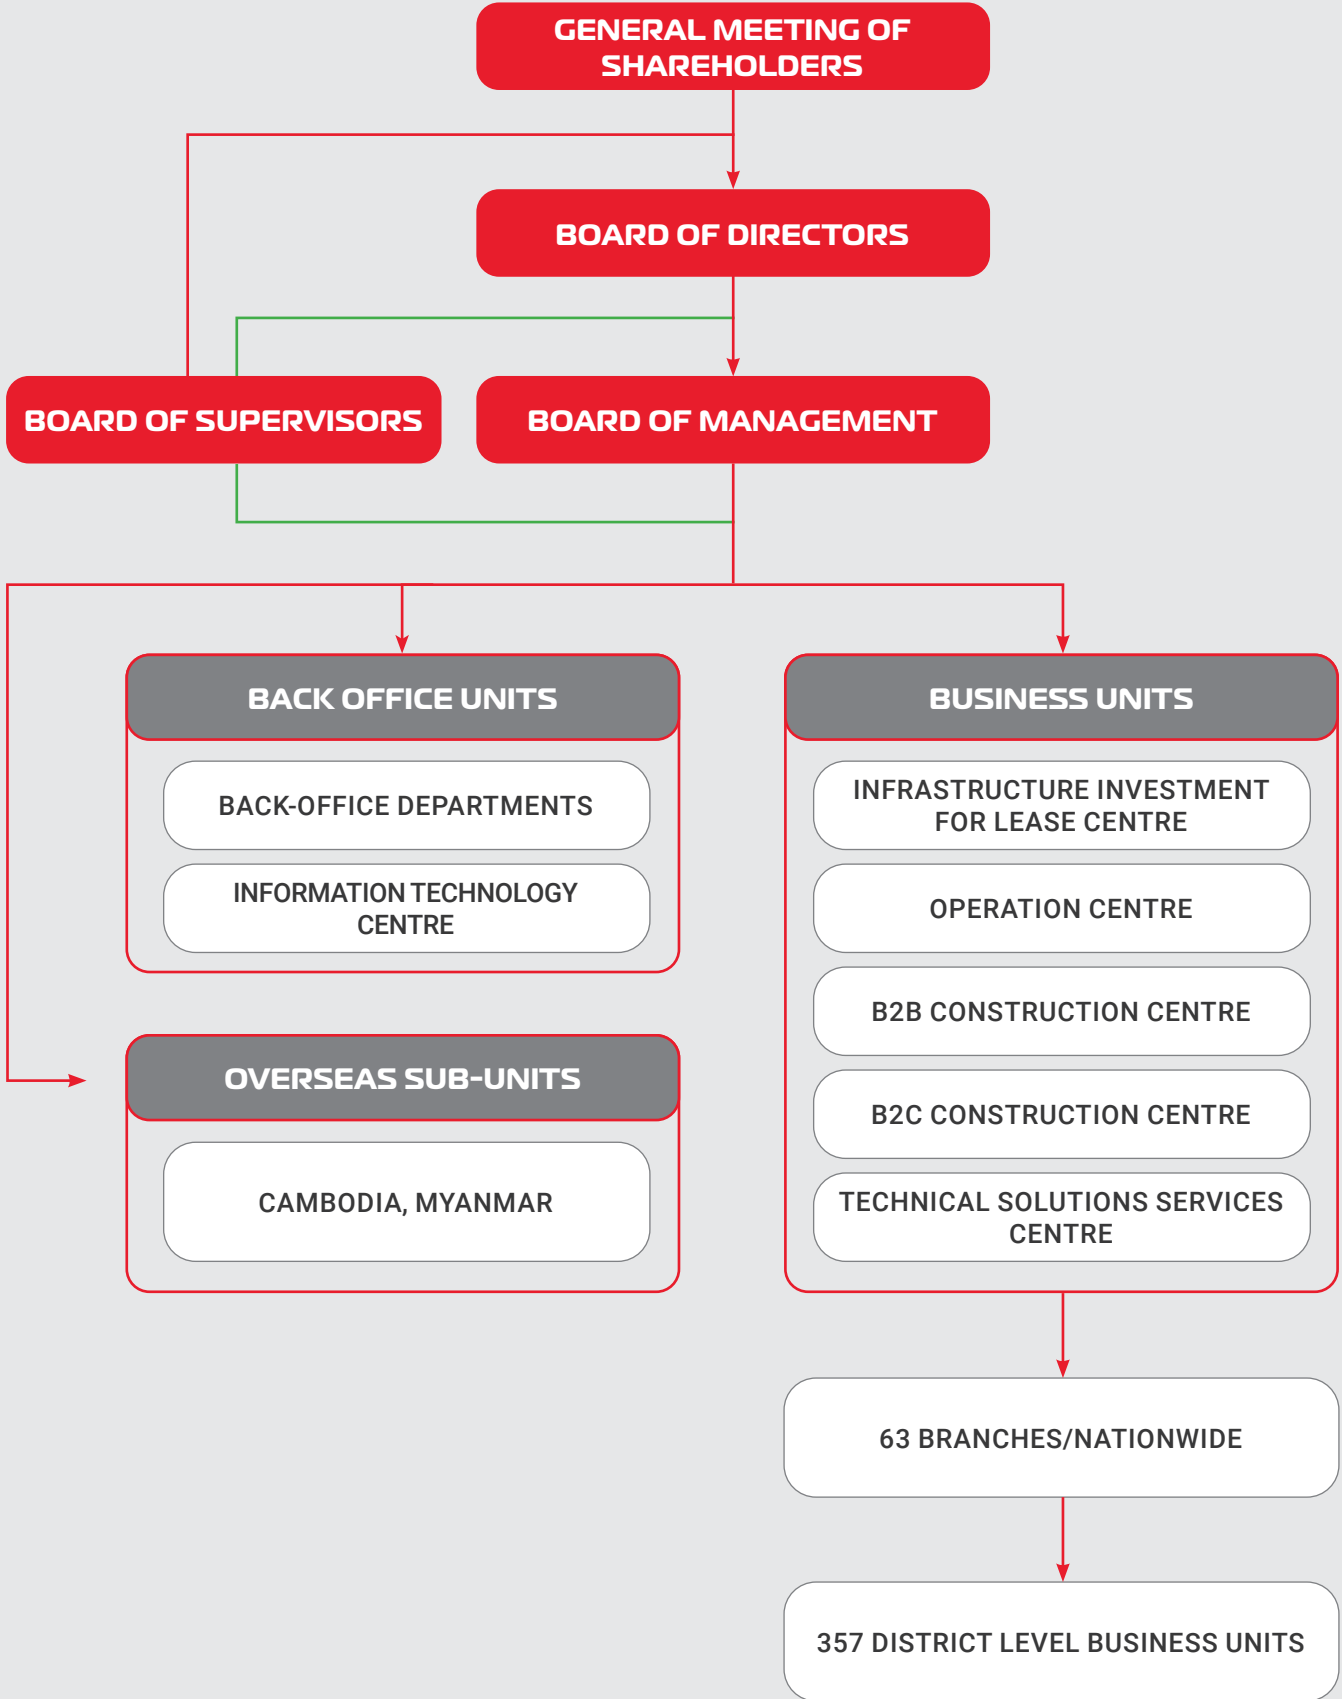 GENERAL MEETING OF
SHAREHOLDERS
BOARD OF DIRECTORS
BOARD OF SUPERVISORS
BOARD OF MANAGEMENT
BACK OFFICE UNITS
BACK-OFFICE DEPARTMENTS
INFORMATION TECHNOLOGY
CENTRE
OVERSEAS SUB-UNITS
CAMBODIA, MYANMAR
BUSINESS UNITS
INFRASTRUCTURE INVESTMENT
FOR LEASE CENTRE
OPERATION CENTRE
B2B CONSTRUCTION CENTRE
B2C CONSTRUCTION CENTRE
TECHNICAL SOLUTIONS SERVICES
CENTRE
63 BRANCHES/NATIONWIDE
357 DISTRICT LEVEL BUSINESS UNITS